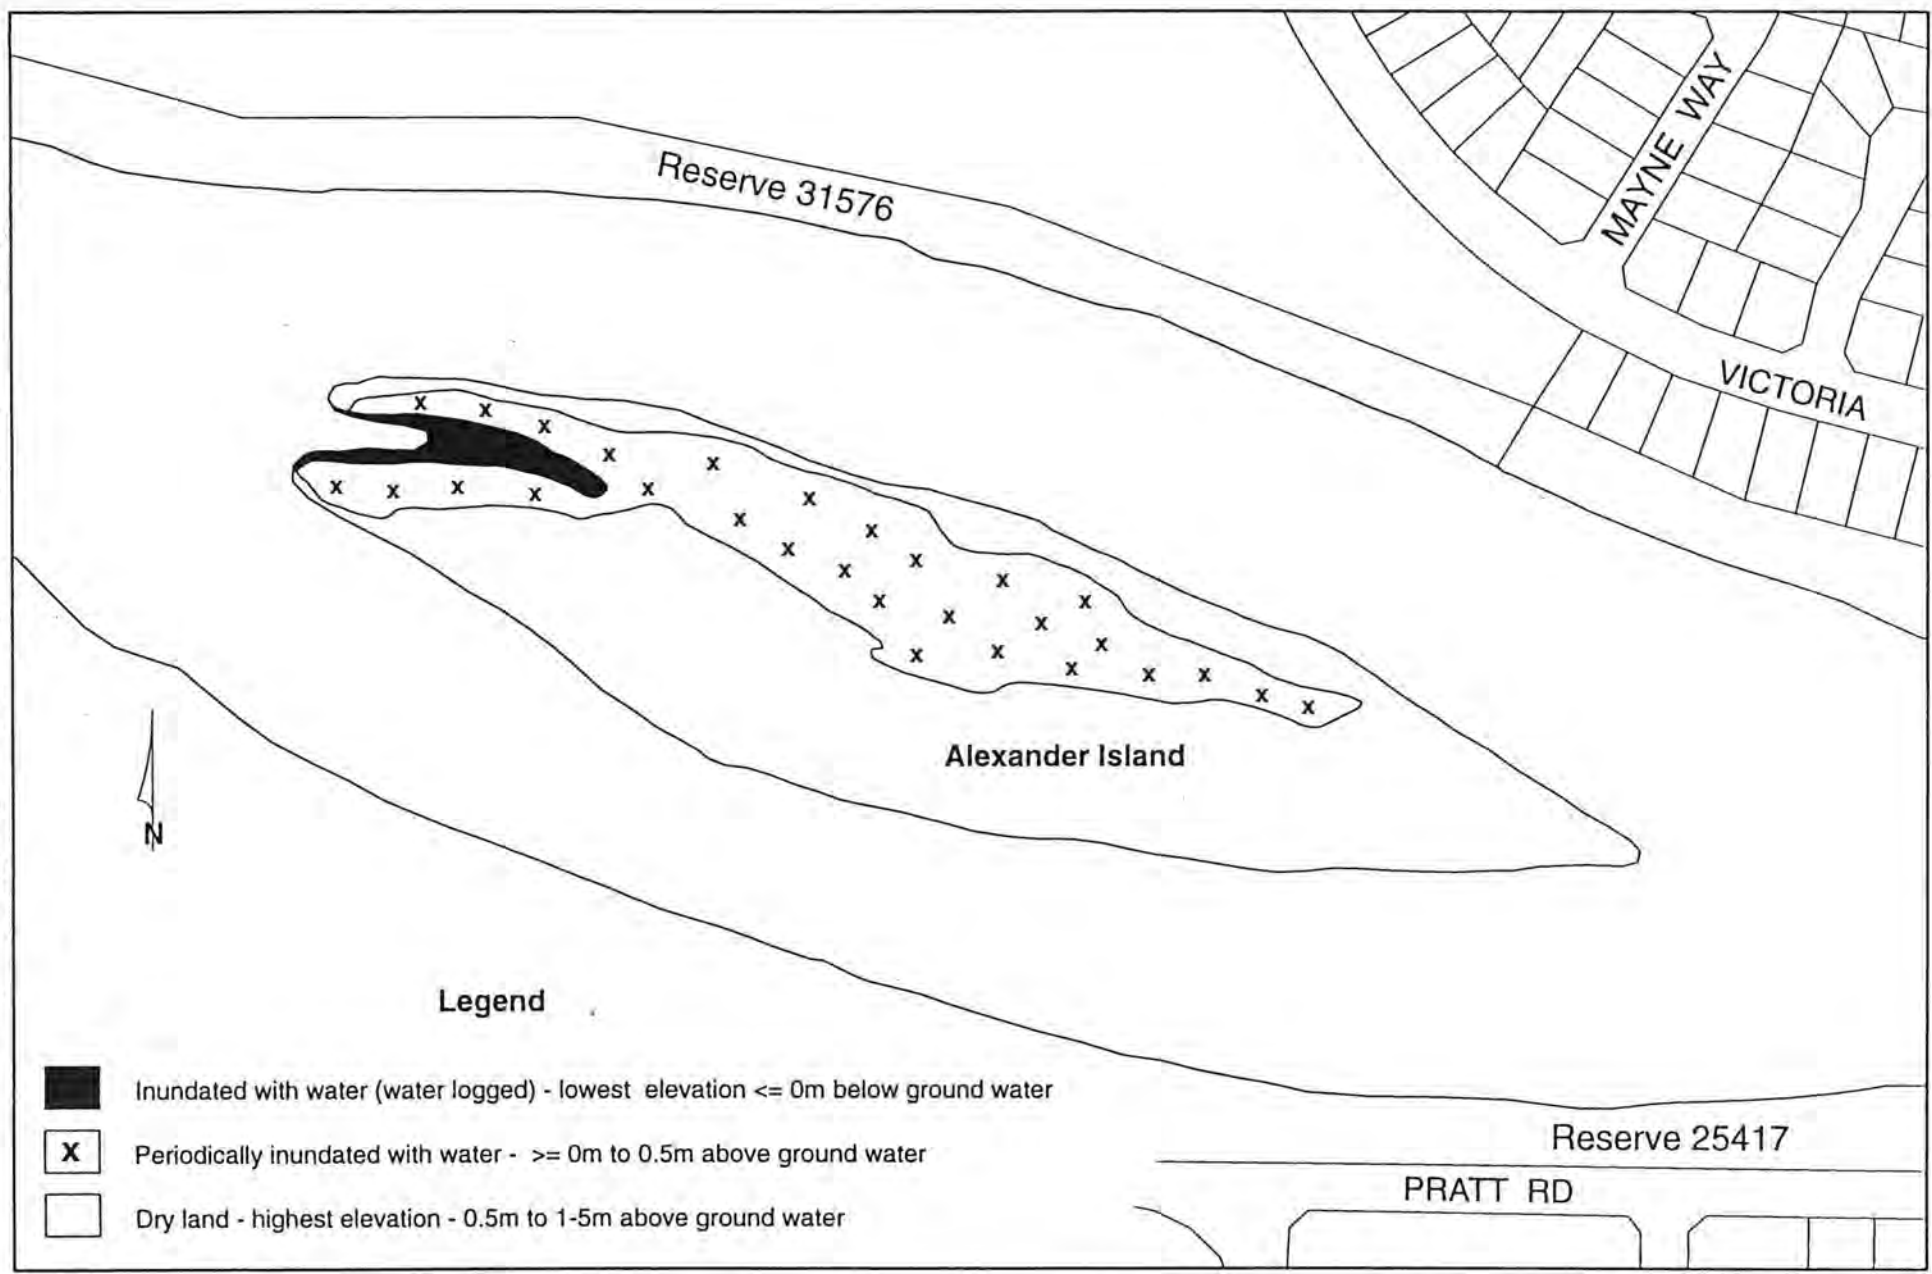 MAYNE WAY
Reserve 31576
VICTORIA
x x x x x x x x x x x x x x x x x x x x x x x x x x x x x x
Alexander Island
N
Legend
Inundated with water (water logged) - lowest elevation <= 0m below ground water
x Periodically inundated with water - >= 0m to 0.5m above ground water
Dry land - highest elevation - 0.5m to 1-5m above ground water
Reserve 25417
PRATT RD